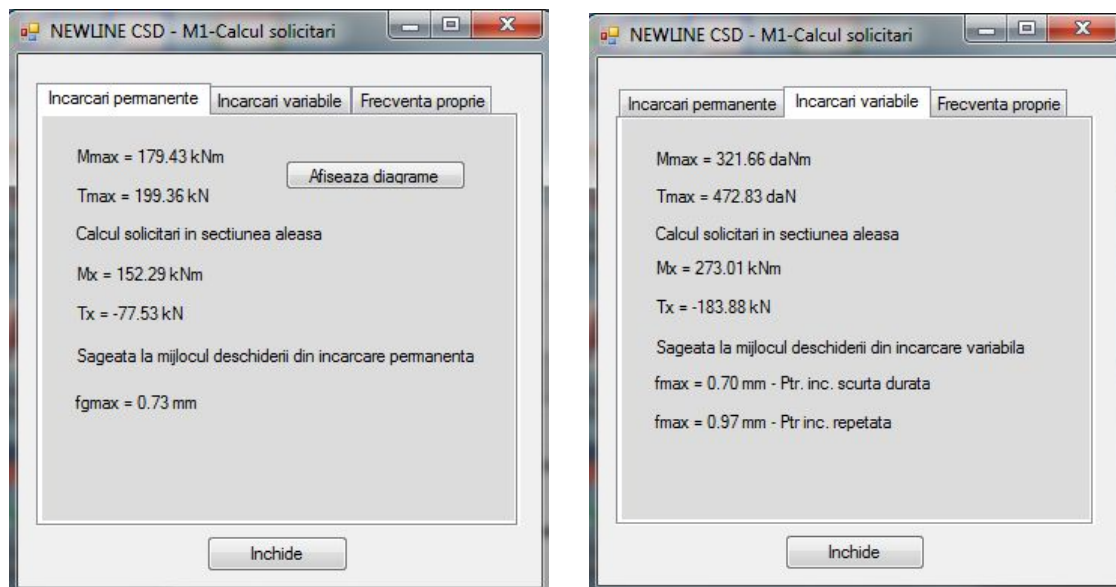 NEWLINE CSD - M1-Calcul solicitari
Incarcari permanente Incarcari variabile Frecventa proprie
Mmax = 179.43 kNm
Afiseaza diagrame
Tmax = 199.36 kN
Calcul solicitari in sectiunea aleasa
Mx = 152.29 kNm
Tx = -77.53 kN
Sageata la mijlocul deschiderii din incarcare permanenta
fgmax = 0.73 mm
Inchide
NEWLINE CSD - M1-Calcul solicitari
Incarcari permanente Incarcari variabile Frecventa proprie
Mmax = 321.66 daNm
Tmax = 472.83 daN
Calcul solicitari in sectiunea aleasa
Mx = 273.01 kNm
Tx = -183.88 kN
Sageata la mijlocul deschiderii din incarcare variabila
fmax = 0.70 mm - Ptr. inc. scurta durata
fmax = 0.97 mm - Ptr inc. repetata
Inchide